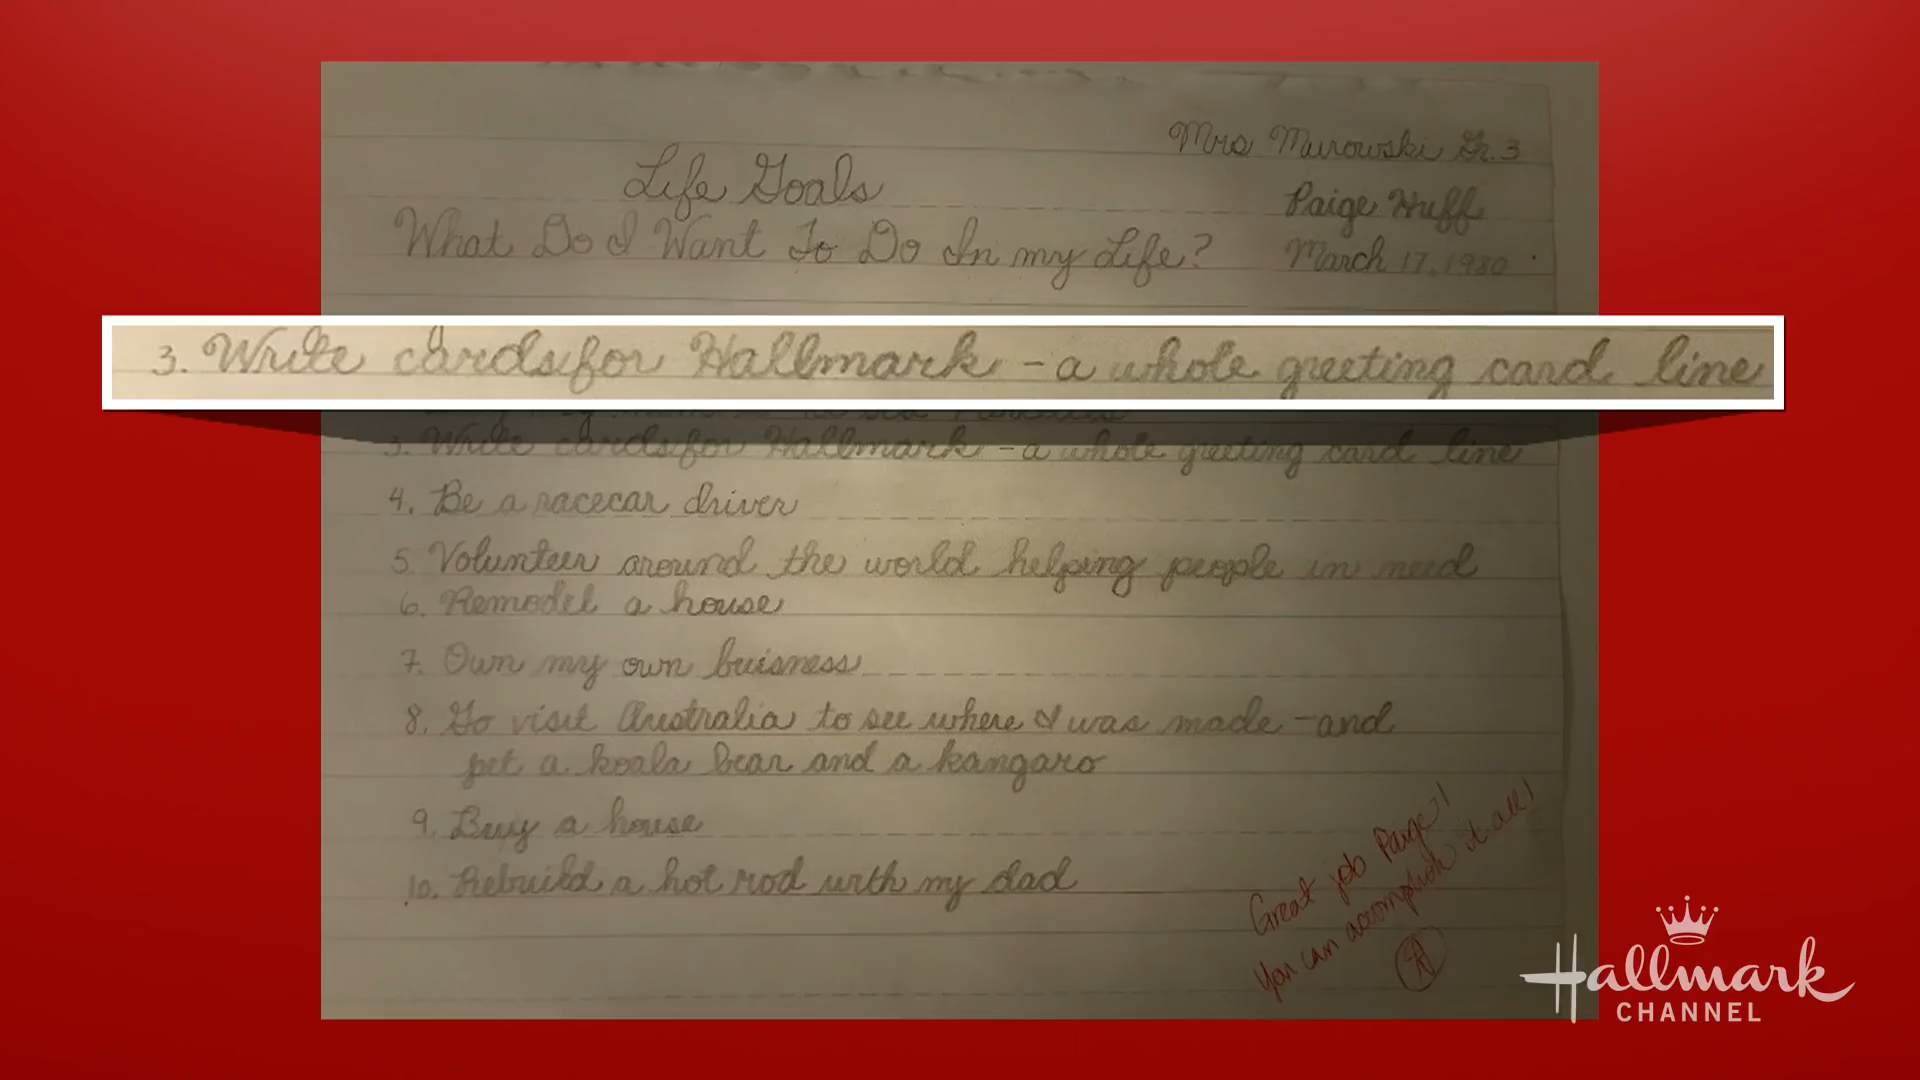 Mrs Murowski Gr. 3
Life Goals
Paige Huff
What Do I Want To Do In my Life?
March 17, 1980
3. Write cards for Hallmark - a whole greeting card line
3. Write cards for Hallmark - a whole greeting card line
4. Be a racecar driver
5. Volunteer around the world helping people in need
6. Remodel a house
7. Own my own buisness
8. Go visit Australia to see where I was made - and
pet a koala bear and a kangaro
9. Buy a house
10. Rebuild a hot rod with my dad
Great job Paige!
You can accomplish it all!
A
Hallmark
CHANNEL